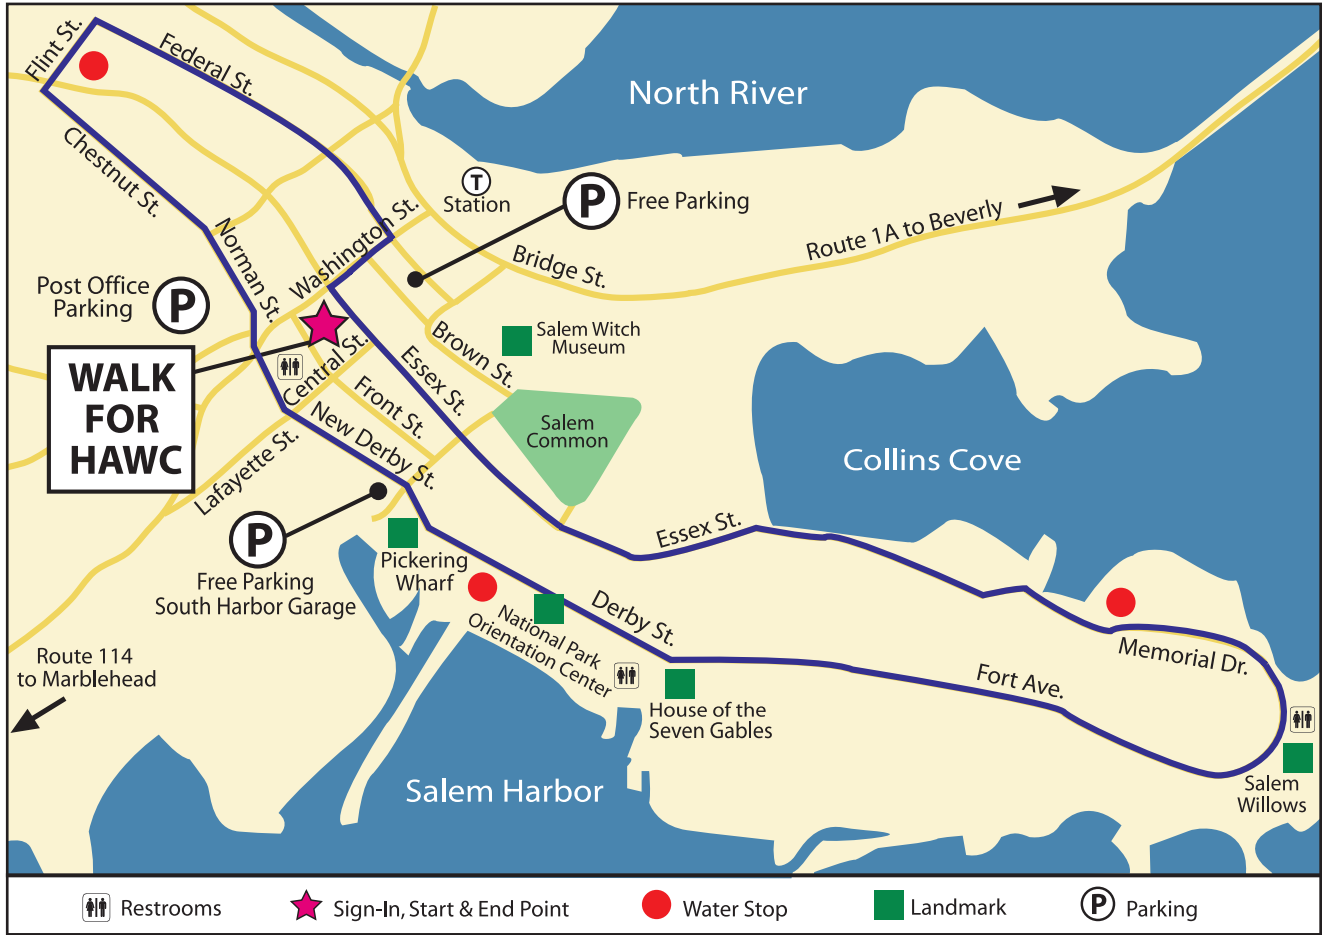 Flint St.
Federal St.
North River
Chestnut St.
T
Station
P
Free Parking
Washington St.
Route 1A to Beverly
Norman St.
Bridge St.
Post Office
Parking
P
Salem Witch
Museum
Brown St.
Essex St.
Central St.
WALK
FOR
HAWC
Front St.
New Derby St.
Salem
Common
Collins Cove
Lafayette St.
Essex St.
P
Free Parking
South Harbor Garage
Pickering
Wharf
National Park
Orientation Center
Derby St.
Memorial Dr.
Fort Ave.
Route 114
to Marblehead
House of the
Seven Gables
Salem Harbor
Salem
Willows
Restrooms
Sign-In, Start & End Point
Water Stop
Landmark
P
Parking